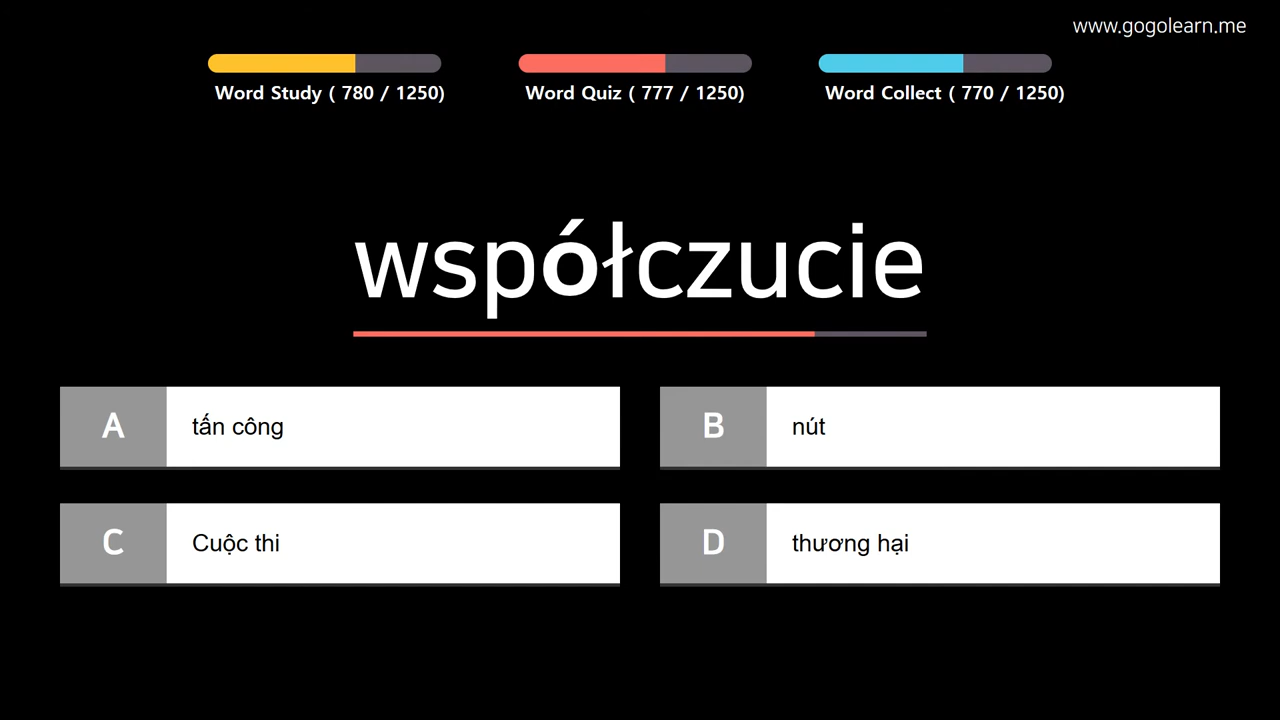 www.gogolearn.me
Word Study ( 780 / 1250)
Word Quiz ( 777 / 1250)
Word Collect ( 770 / 1250)
współczucie
A tấn công
B nút
C Cuộc thi
D thương hại